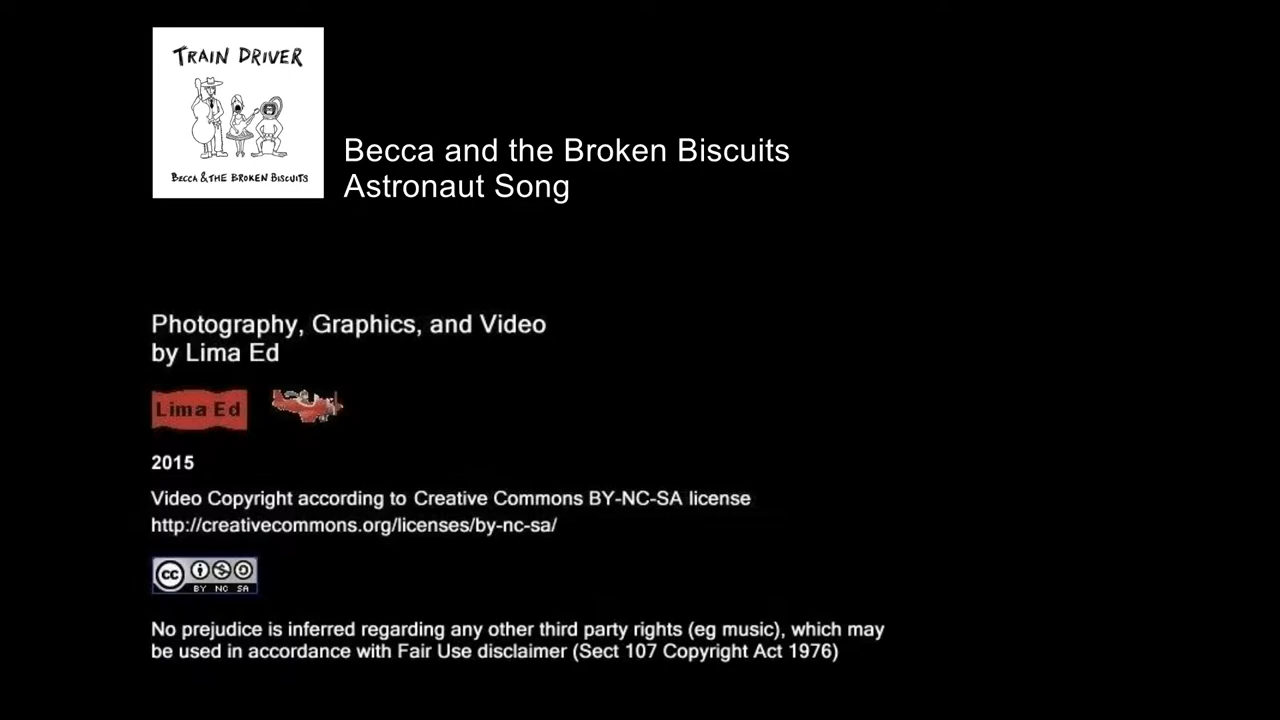 TRAIN DRIVER
BECCA & THE BROKEN BISCUITS
Becca and the Broken Biscuits
Astronaut Song
Photography, Graphics, and Video
by Lima Ed
Lima Ed
2015
Video Copyright according to Creative Commons BY-NC-SA license
http://creativecommons.org/licenses/by-nc-sa/
cc
BY NC SA
No prejudice is inferred regarding any other third party rights (eg music), which may
be used in accordance with Fair Use disclaimer (Sect 107 Copyright Act 1976)